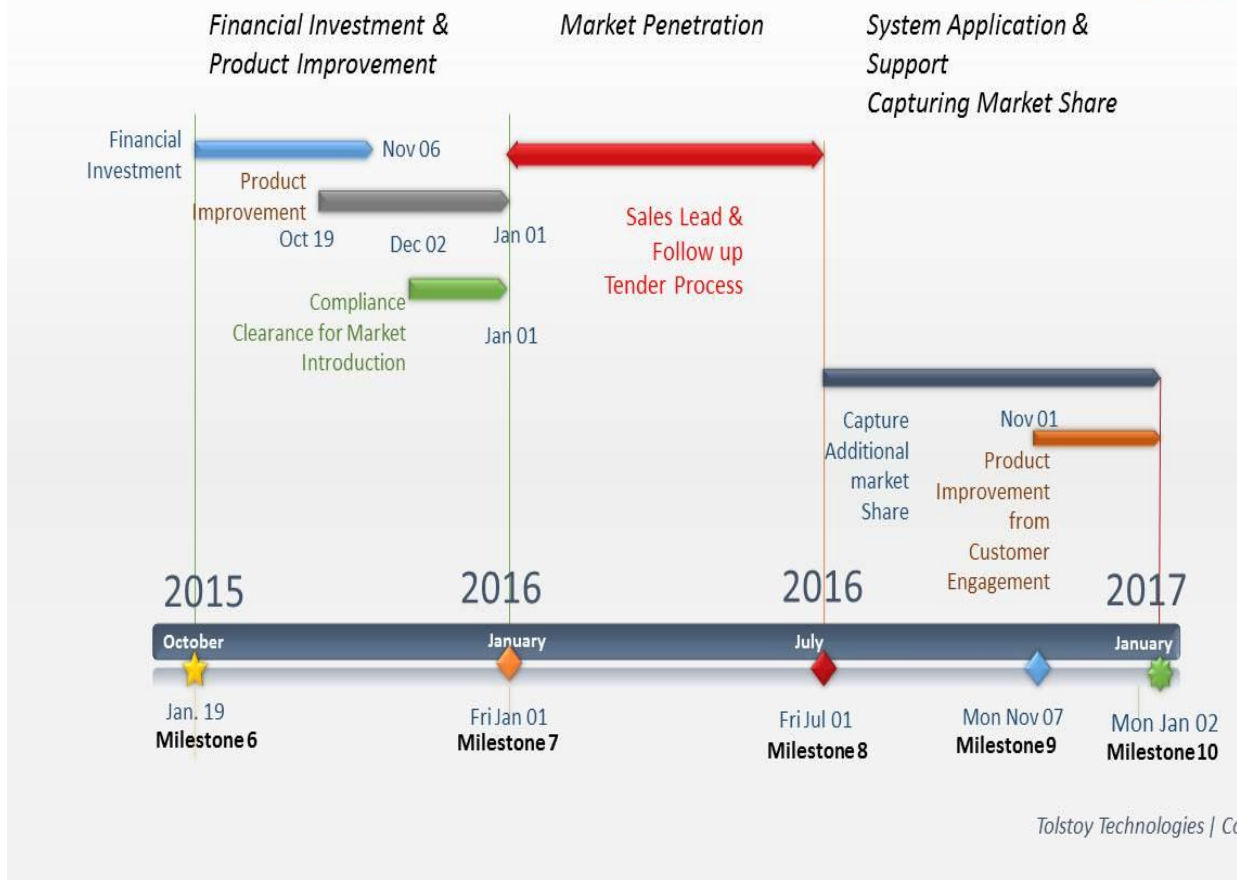 Financial Investment &
Product Improvement
Market Penetration
System Application &
Support
Capturing Market Share
Financial
Investment
Nov 06
Product
Improvement
Oct 19
Dec 02
Jan 01
Sales Lead &
Follow up
Tender Process
Compliance
Clearance for Market
Introduction
Jan 01
Capture
Additional
market
Share
Nov 01
Product
Improvement
from
Customer
Engagement
2015
2016
2016
2017
October
January
July
January
Jan. 19
Milestone 6
Fri Jan 01
Milestone 7
Fri Jul 01
Milestone 8
Mon Nov 07
Milestone 9
Mon Jan 02
Milestone 10
Tolstoy Technologies |